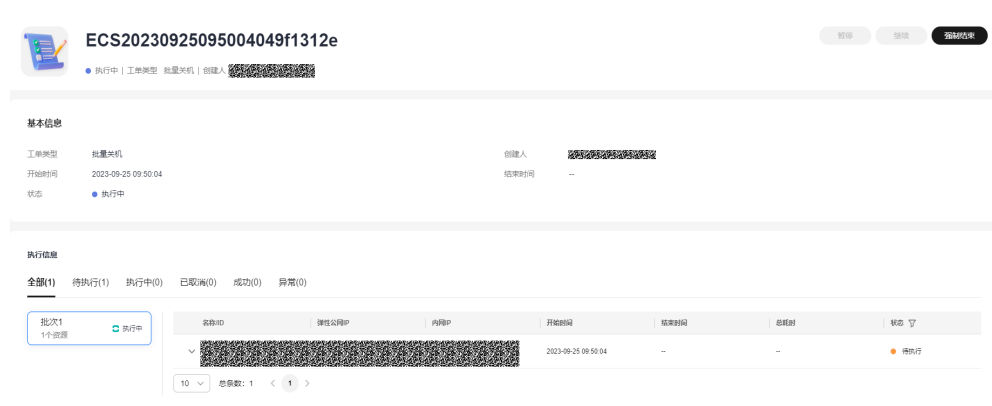 ECS20230925095004049f1312e
暂停 继续 强制结束
执行中 | 工单类型 批量关机 | 创建人
基本信息
工单类型 批量关机 创建人
开始时间 2023-09-25 09:50:04 结束时间 --
状态 执行中
执行信息
全部(1) 待执行(1) 执行中(0) 已取消(0) 成功(0) 异常(0)
批次1 执行中
1个资源
名称/ID 弹性公网IP 内网IP 开始时间 结束时间 总耗时 状态
2023-09-25 09:50:04 -- -- 待执行
10 总条数: 1 < 1 >